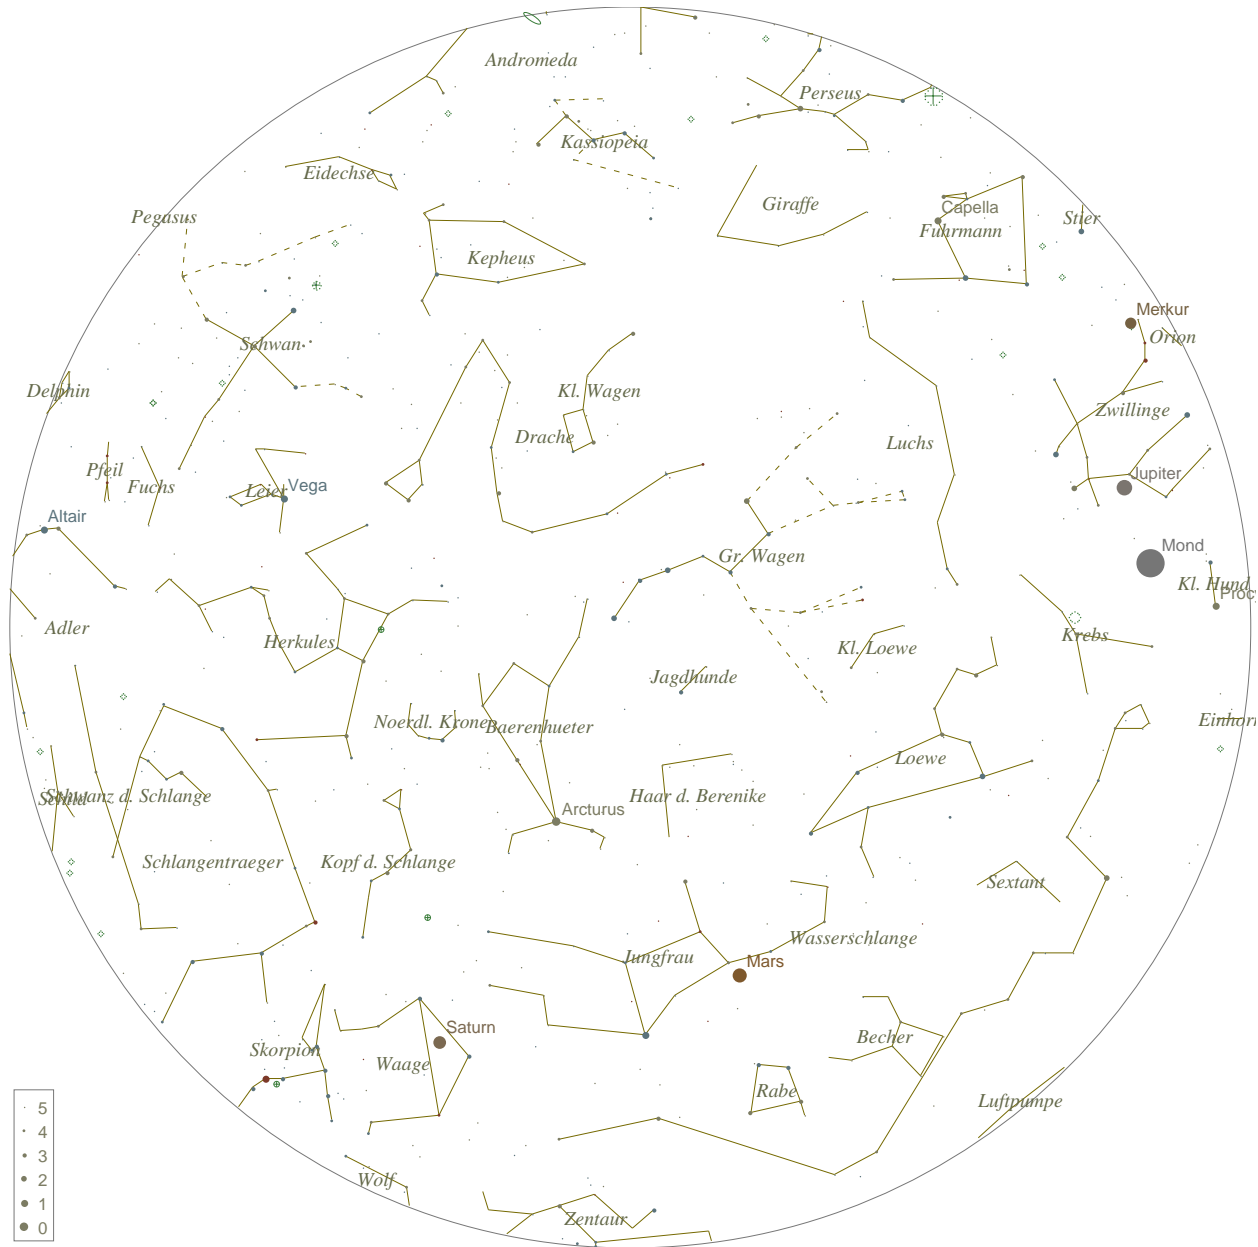 Andromeda
Perseus
Kassiopeia
Eidechse
Giraffe
Capella
Pegasus
Stier
Fuhrmann
Kepheus
Merkur
Orion
Schwan
Delphin
Kl. Wagen
Zwillinge
Drache
Luchs
Pfeil
Fuchs
Leier
Vega
Jupiter
Altair
Mond
Gr. Wagen
Kl. Hund
Adler
Herkules
Kl. Loewe
Krebs
Jagdhunde
Noerdl. Krone
Baerenhueter
Einhorn
Loewe
Schild
Schwanz d. Schlange
Haar d. Berenike
Arcturus
Schlangentraeger
Kopf d. Schlange
Sextant
Wasserschlange
Jungfrau
Mars
Saturn
Skorpion
Waage
Becher
Rabe
Luftpumpe
5
4
3
2
1
0
Wolf
Zentaur